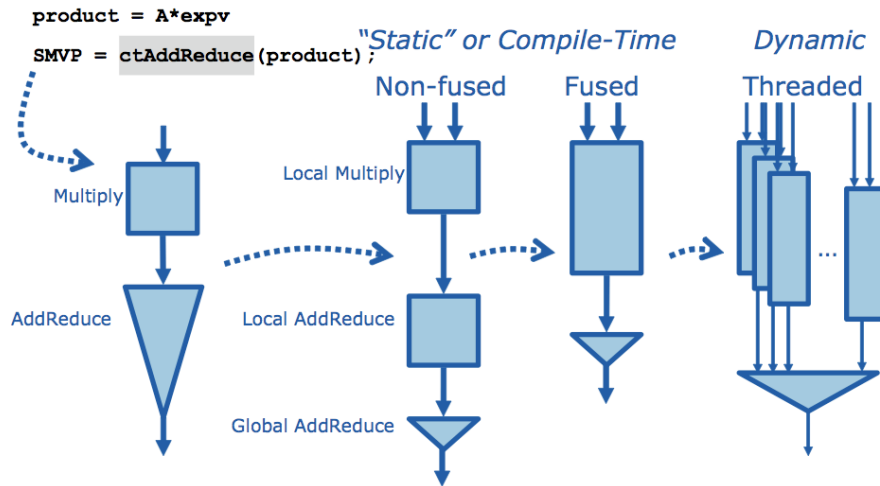 product = A*expv
SMVP = ctAddReduce(product);
"Static" or Compile-Time
Dynamic
Non-fused
Fused
Threaded
Multiply
Local Multiply
AddReduce
Local AddReduce
...
Global AddReduce